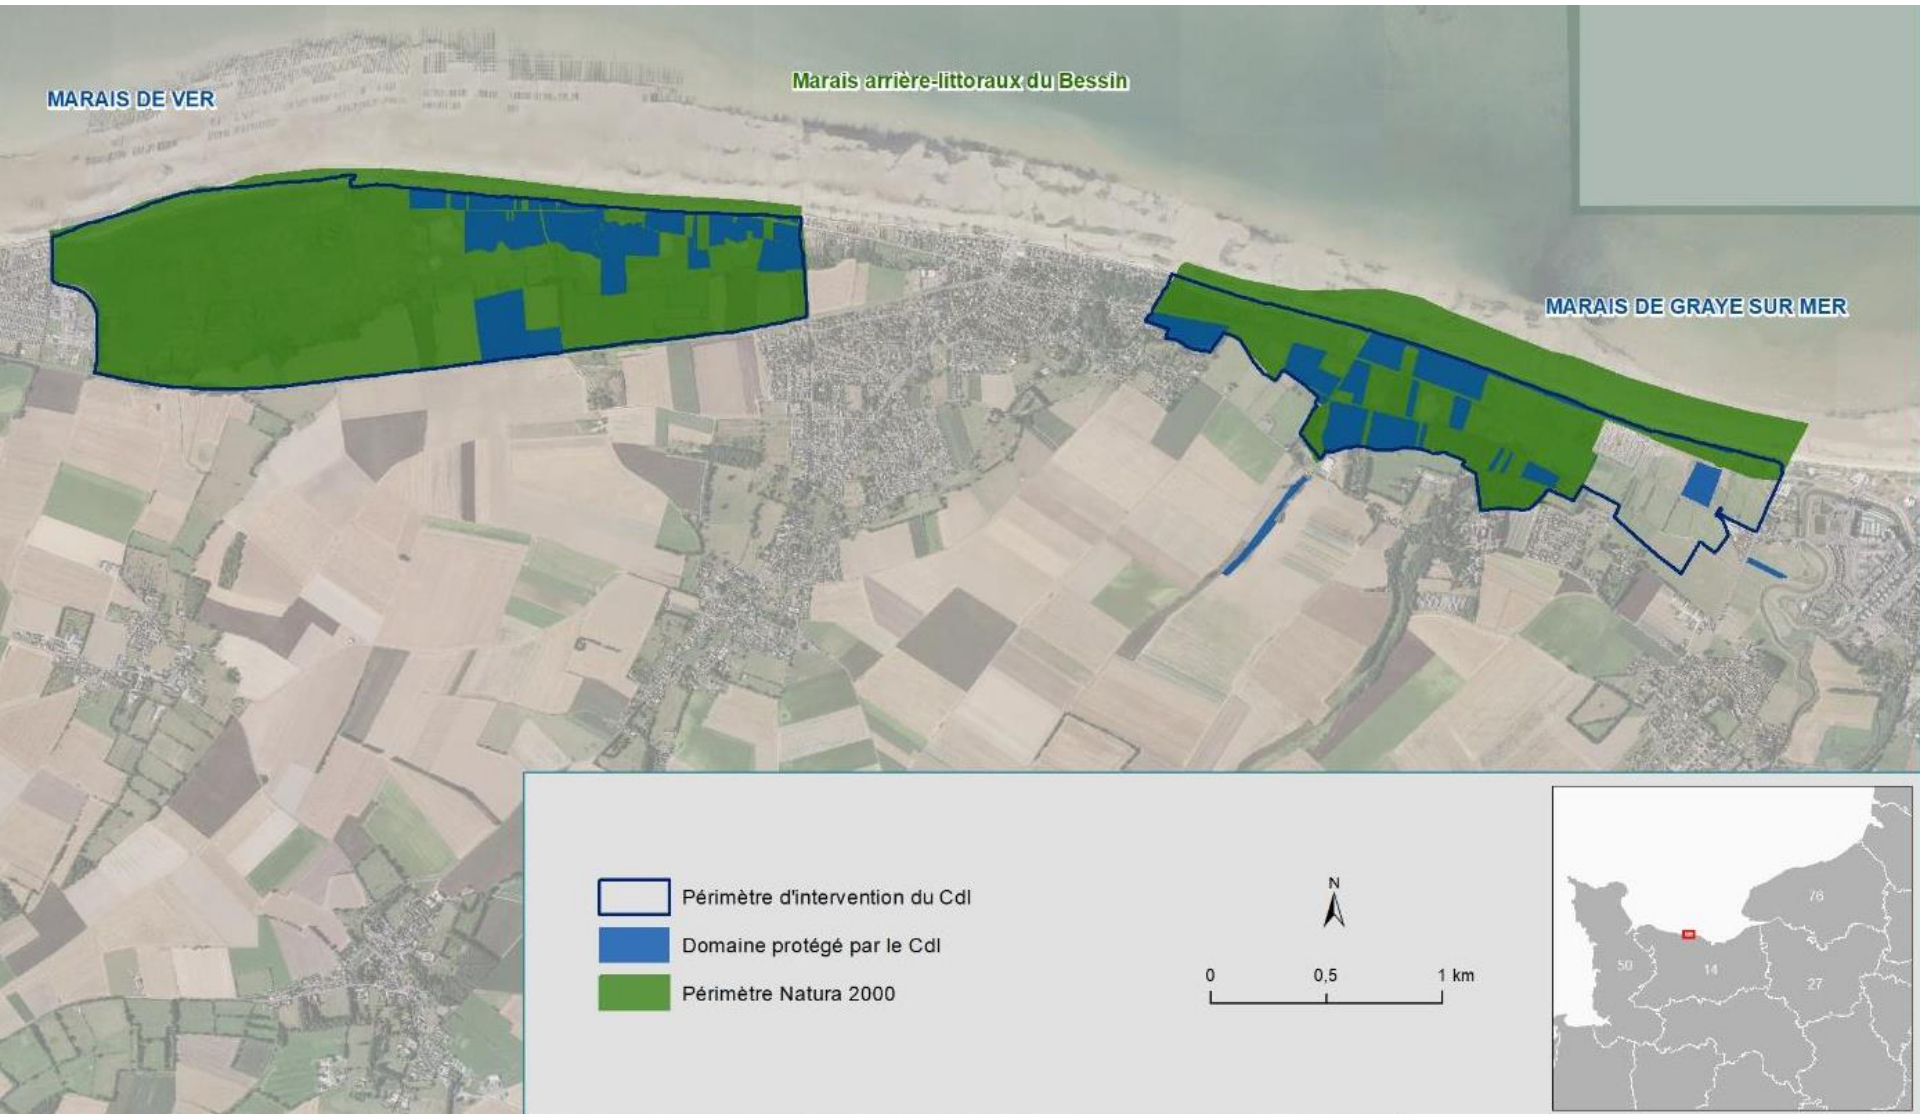 MARAIS DE VER
Marais arrière-littoraux du Bessin
MARAIS DE GRAYE SUR MER
Périmètre d'intervention du Cdl
Domaine protégé par le Cdl
Périmètre Natura 2000
N
0 0,5 1 km
76
50
14
27